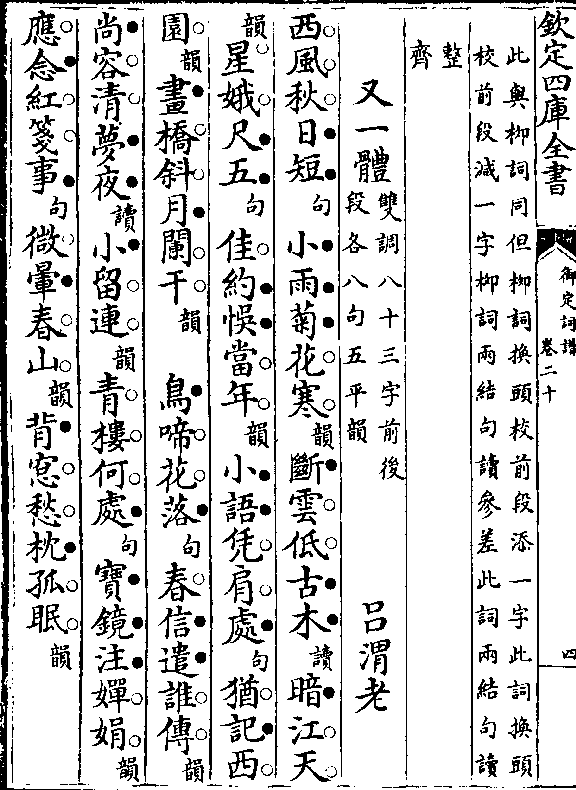 欽定四庫全書
御定詞譜
卷二十
四
此與柳詞同但柳詞換頭校前段添一字此詞換頭
校前段減一字柳詞兩結句讀參差此詞兩結句讀
整齊
又一體 雙調八十三字前後段各八句五平韻 呂渭老
西風秋日短句小雨菊花寒韻斷雲低古木讀暗江天
韻星娥尺五句佳約悞當年韻小語凭肩處句猶記西
園韻畫橋斜月闌干韻 鳥啼花落句春信遣誰傳韻
尚容清夢夜讀小留連韻青樓何處句寶鏡注嬋娟韻
應念紅箋事句微暈春山韻背窓愁枕孤眠韻